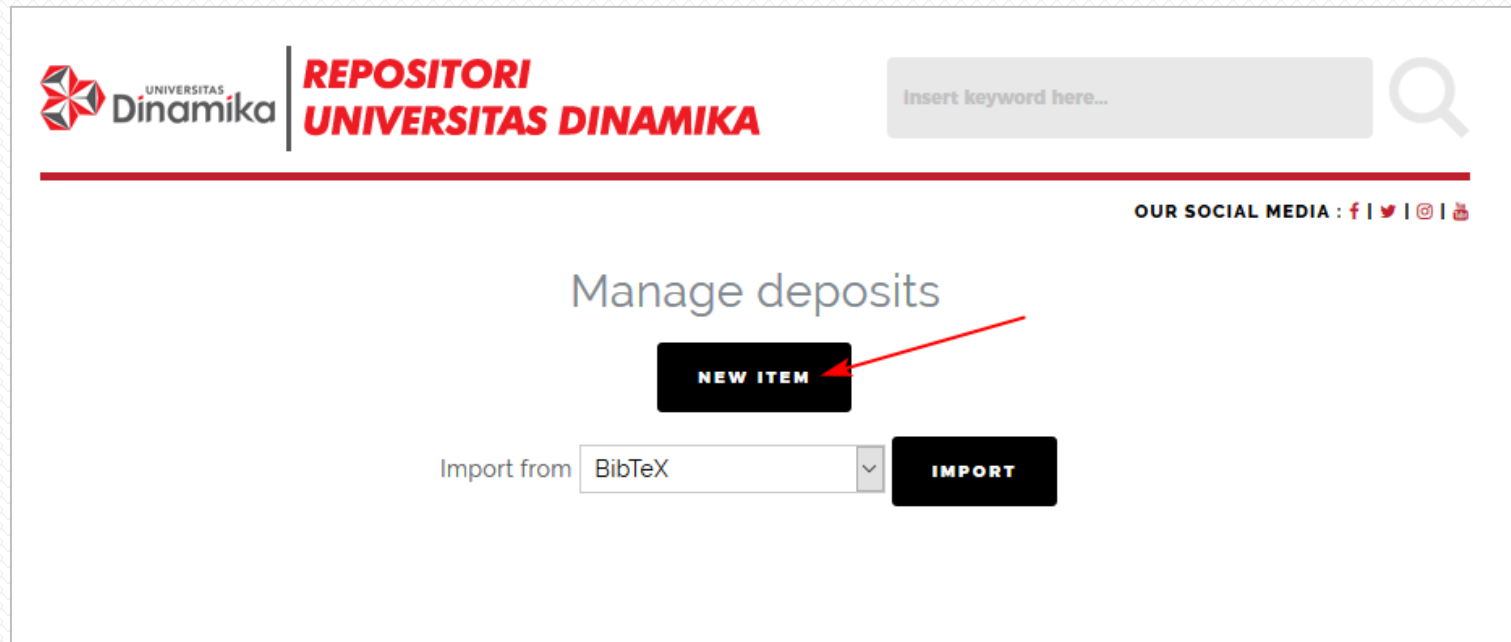 UNIVERSITAS
Dinamika
REPOSITORI
UNIVERSITAS DINAMIKA
Insert keyword here...
OUR SOCIAL MEDIA : f | | |
Manage deposits
NEW ITEM
Import from BibTeX IMPORT